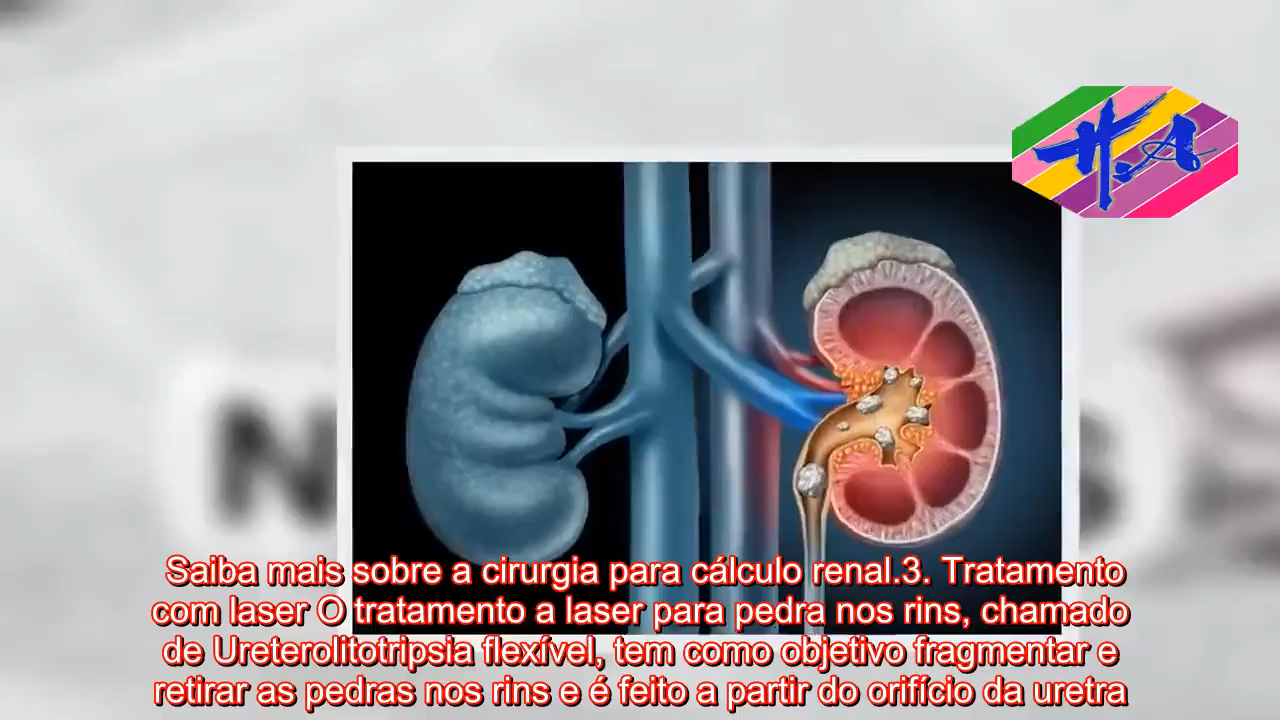 H.A
Saiba mais sobre a cirurgia para cálculo renal.3. Tratamento
com laser O tratamento a laser para pedra nos rins, chamado
de Ureterolitotripsia flexível, tem como objetivo fragmentar e
retirar as pedras nos rins e é feito a partir do orifício da uretra